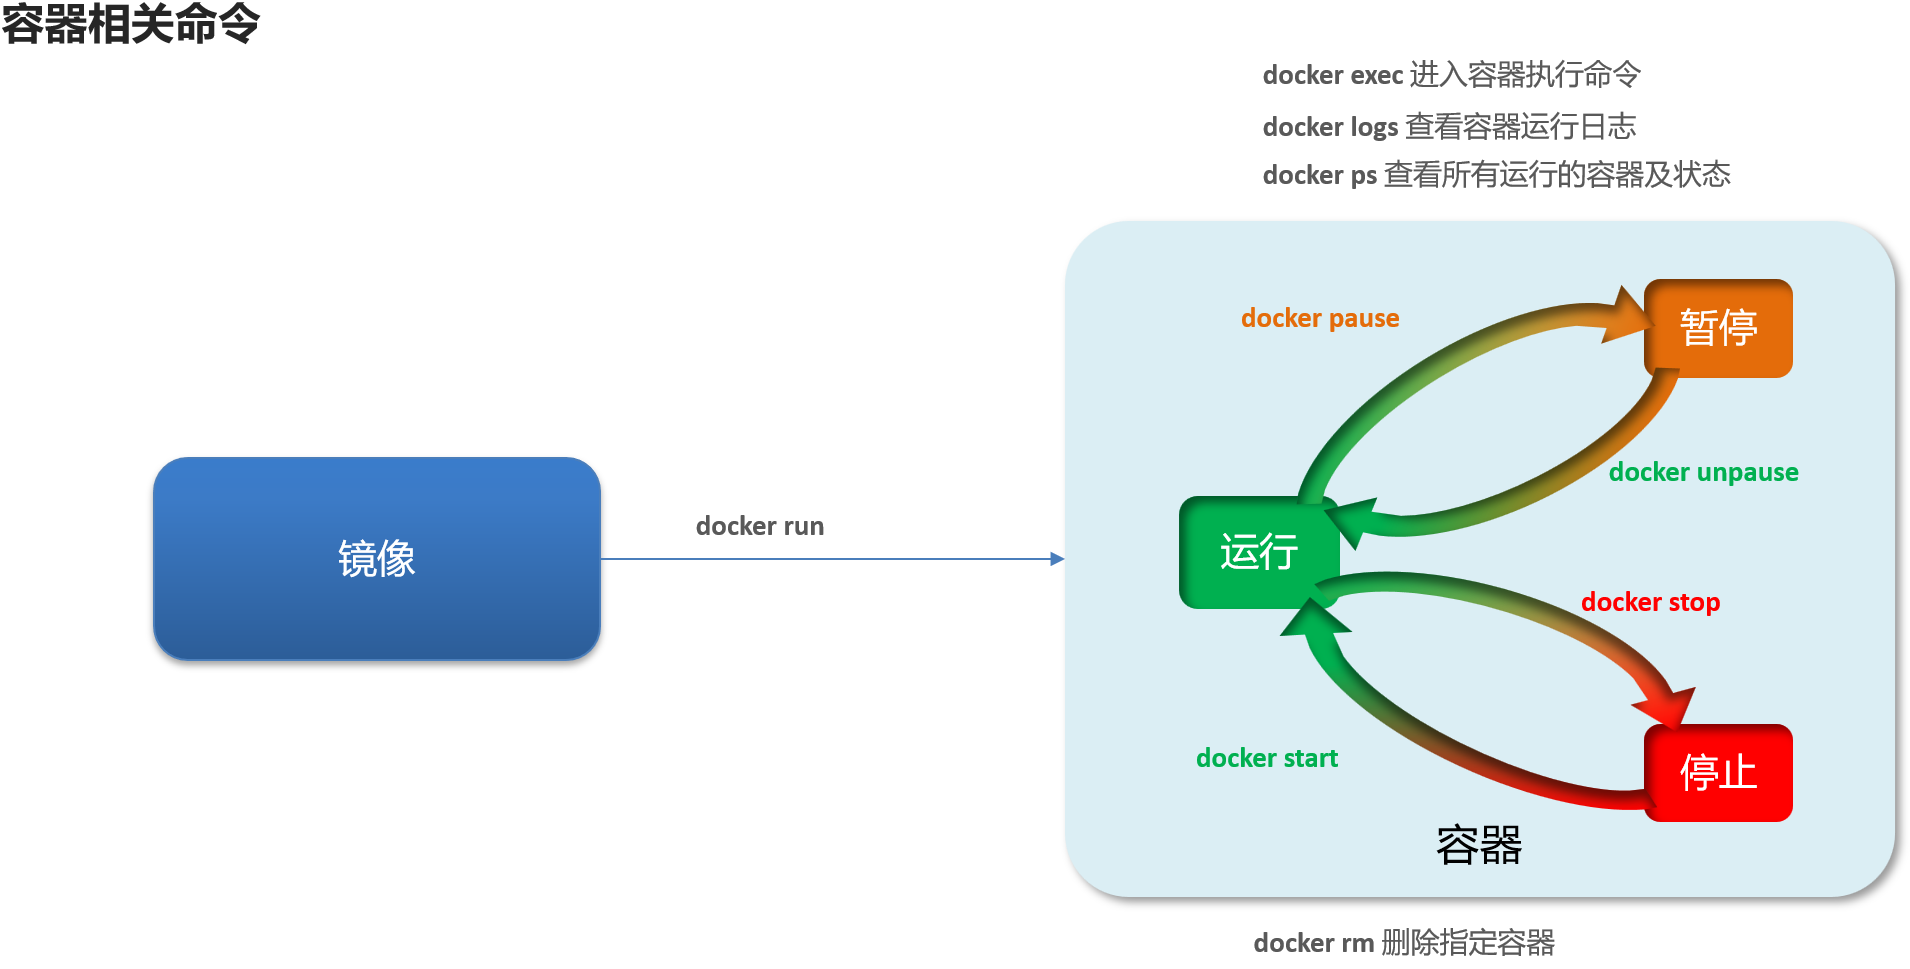 容器相关命令
docker exec 进入容器执行命令
docker logs 查看容器运行日志
docker ps 查看所有运行的容器及状态
docker pause
暂停
docker unpause
镜像
docker run
运行
docker stop
docker start
停止
容器
docker rm 删除指定容器